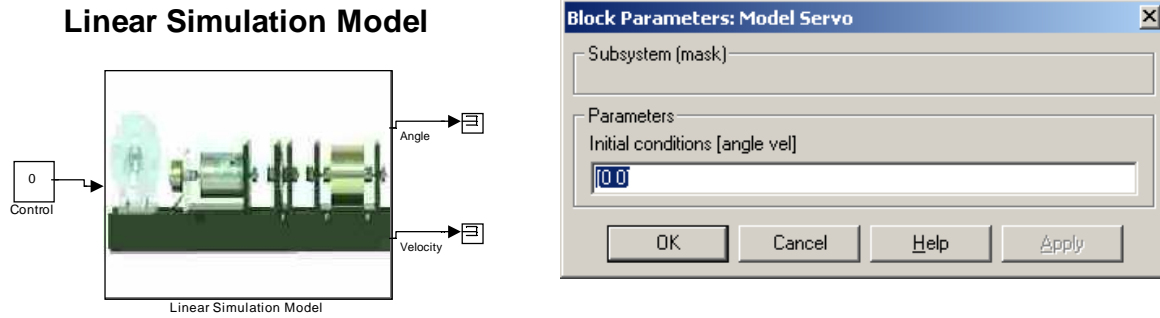 Linear Simulation Model
0
Control
Angle
Velocity
Linear Simulation Model
Block Parameters: Model Servo
Subsystem (mask)
Parameters
Initial conditions [angle vel]
[0 0]
OK
Cancel
Help
Apply